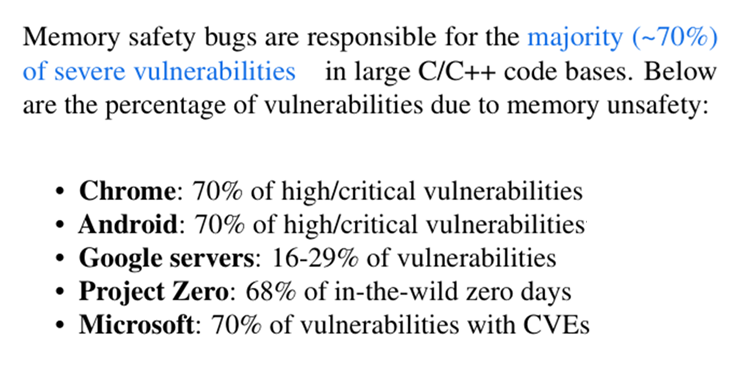 Memory safety bugs are responsible for the majority (~70%)
of severe vulnerabilities in large C/C++ code bases. Below
are the percentage of vulnerabilities due to memory unsafety:
• Chrome: 70% of high/critical vulnerabilities
• Android: 70% of high/critical vulnerabilities
• Google servers: 16-29% of vulnerabilities
• Project Zero: 68% of in-the-wild zero days
• Microsoft: 70% of vulnerabilities with CVEs